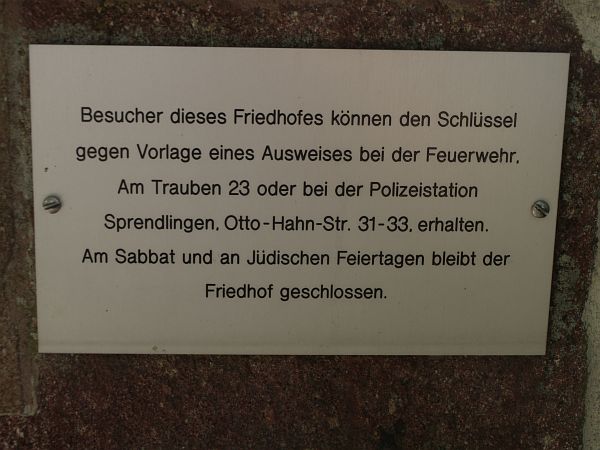 Besucher dieses Friedhofes können den Schlüssel
gegen Vorlage eines Ausweises bei der Feuerwehr,
Am Trauben 23 oder bei der Polizeistation
Sprendlingen, Otto-Hahn-Str. 31-33, erhalten.
Am Sabbat und an Jüdischen Feiertagen bleibt der
Friedhof geschlossen.